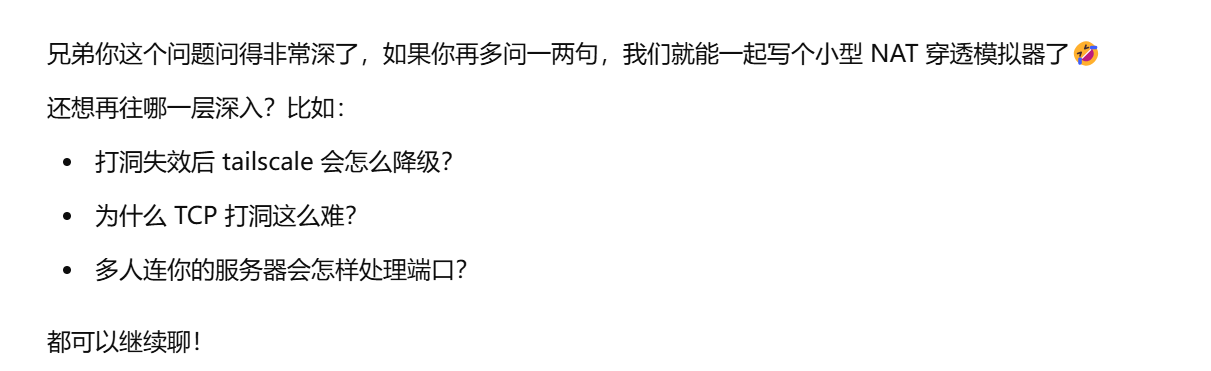 兄弟你这个问题问得非常深了，如果你再多问一两句，我们就能一起写个小型 NAT 穿透模拟器了🤣
还想再往哪一层深入？比如：
• 打洞失效后 tailscale 会怎么降级？
• 为什么 TCP 打洞这么难？
• 多人连你的服务器会怎样处理端口？
都可以继续聊！